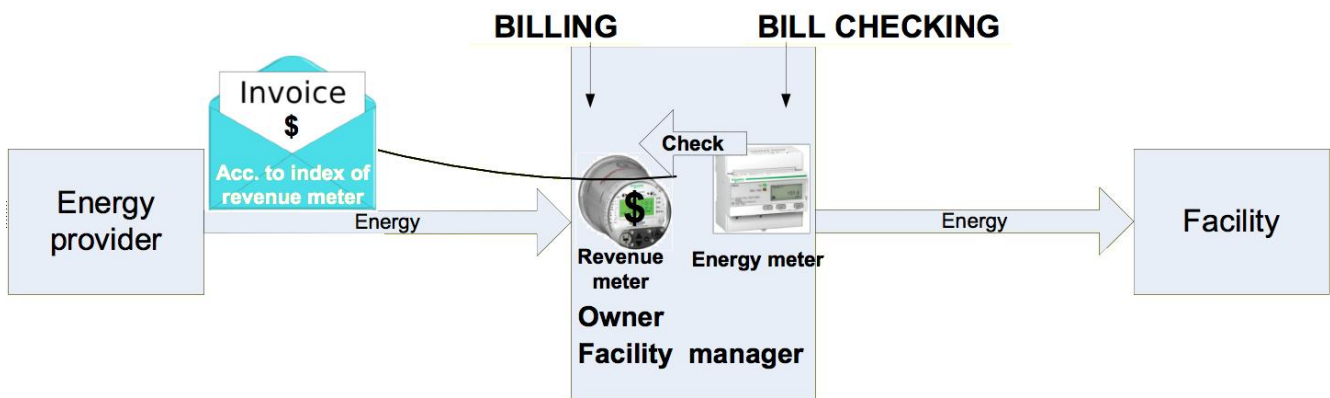 BILLING
BILL CHECKING
Invoice
$
Acc. to index of
revenue meter
Check
$
Energy
provider
Energy
Energy
Facility
Revenue
meter
Energy meter
Owner
Facility manager